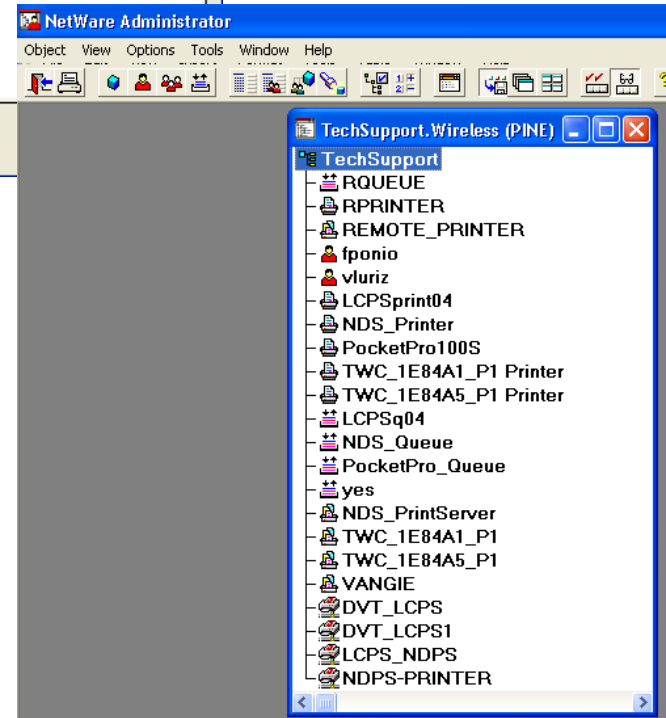 NetWare Administrator
Object View Options Tools Window Help
TechSupport.Wireless (PINE)
TechSupport
RQUEUE
RPRINTER
REMOTE_PRINTER
fponio
vluriz
LCPSprint04
NDS_Printer
PocketPro100S
TWC_1E84A1_P1 Printer
TWC_1E84A5_P1 Printer
LCPSq04
NDS_Queue
PocketPro_Queue
yes
NDS_PrintServer
TWC_1E84A1_P1
TWC_1E84A5_P1
VANGIE
DVT_LCPS
DVT_LCPS1
LCPS_NDPS
NDPS-PRINTER